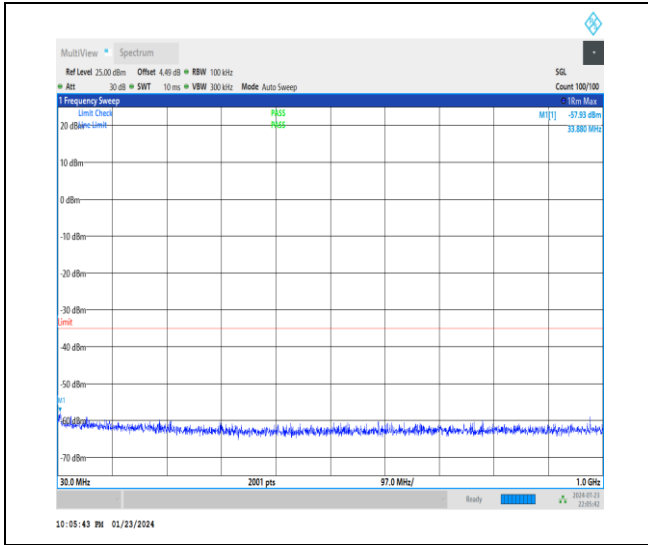 MultiView Spectrum
Ref Level 25.00 dBm Offset 4.49 dB RBW 100 kHz SGL
Att 30 dB SWT 10 ms VBW 300 kHz Mode Auto Sweep Count 100/100
1 Frequency Sweep 1Rm Max
Limit Check PASS M1[1] -57.93 dBm
20 dBm Line Limit PASS 33.880 MHz
10 dBm
0 dBm
-10 dBm
-20 dBm
-30 dBm
Limit
-40 dBm
-50 dBm
M1
-60 dBm
-70 dBm
30.0 MHz 2001 pts 97.0 MHz/ 1.0 GHz
Ready 2024-01-23
22:05:42
10:05:43 PM 01/23/2024